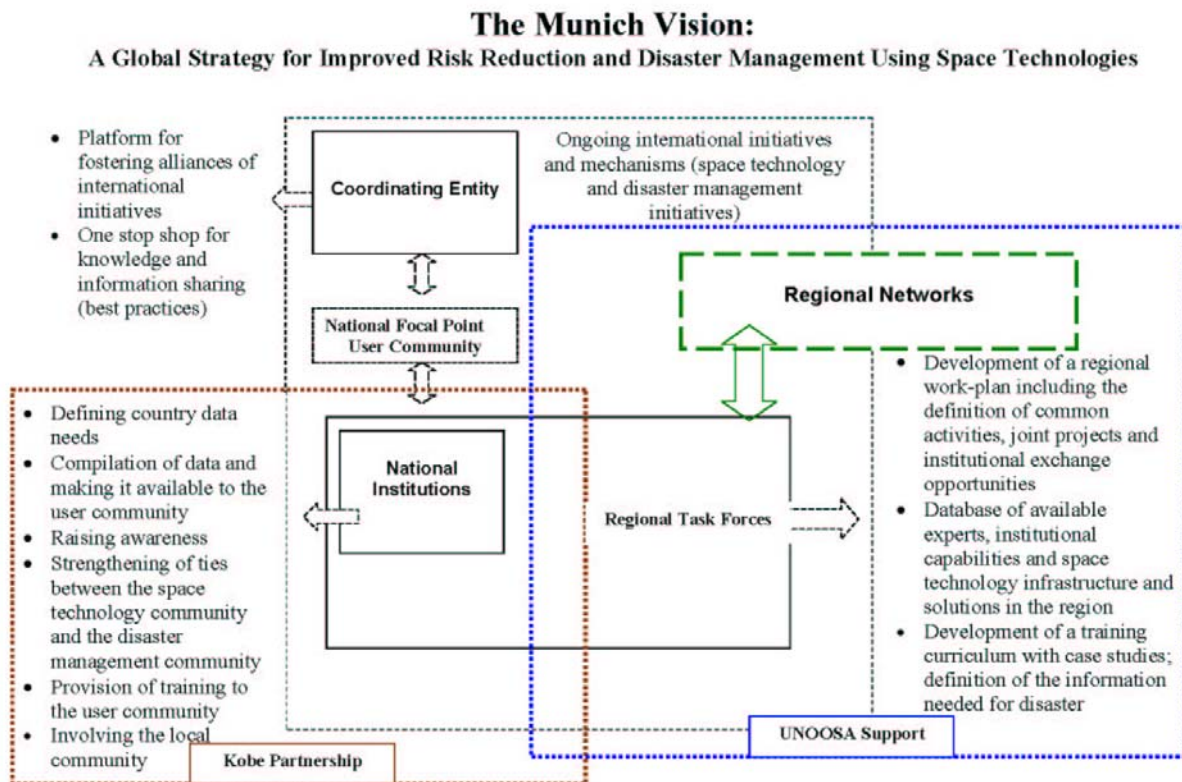 The Munich Vision:
A Global Strategy for Improved Risk Reduction and Disaster Management Using Space Technologies
• Platform for
fostering alliances of
international
initiatives
• One stop shop for
knowledge and
information sharing
(best practices)
Coordinating Entity
Ongoing international initiatives
and mechanisms (space technology
and disaster management
initiatives)
National Focal Point
User Community
Regional Networks
• Defining country data
needs
• Compilation of data and
making it available to the
user community
• Raising awareness
• Strengthening of ties
between the space
technology community
and the disaster
management community
• Provision of training to
the user community
• Involving the local
community
National
Institutions
Regional Task Forces
• Development of a regional
work-plan including the
definition of common
activities, joint projects and
institutional exchange
opportunities
• Database of available
experts, institutional
capabilities and space
technology infrastructure and
solutions in the region
• Development of a training
curriculum with case studies;
definition of the information
needed for disaster
Kobe Partnership
UNOOSA Support